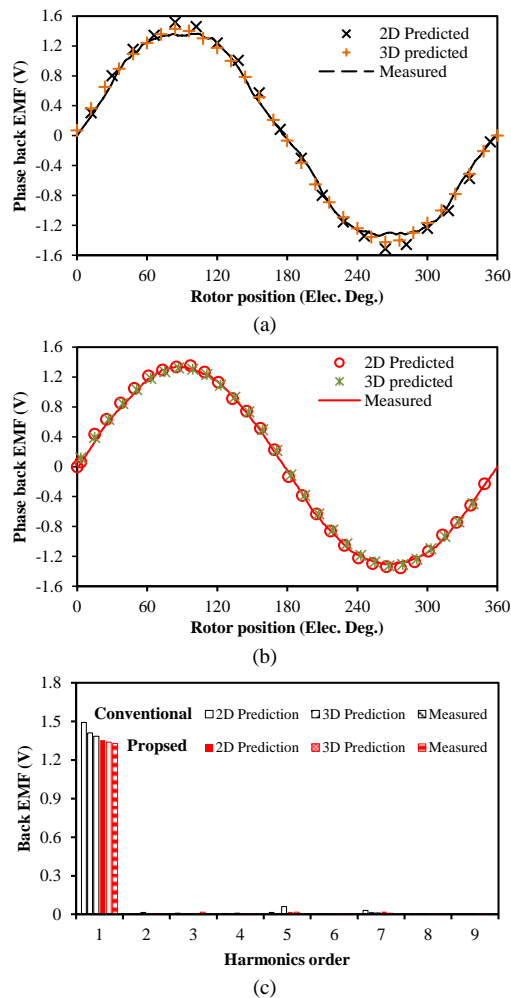 1.6
1.2
0.8
0.4
0
-0.4
-0.8
-1.2
-1.6
Phase back EMF (V)
2D Predicted
3D predicted
Measured
0 60 120 180 240 300 360
Rotor position (Elec. Deg.)
(a)
1.6
1.2
0.8
0.4
0
-0.4
-0.8
-1.2
-1.6
Phase back EMF (V)
2D Predicted
3D predicted
Measured
0 60 120 180 240 300 360
Rotor position (Elec. Deg.)
(b)
1.8
1.5
1.2
0.9
0.6
0.3
0
Back EMF (V)
Conventional 2D Prediction 3D Prediction Measured
Propsed 2D Prediction 3D Prediction Measured
1 2 3 4 5 6 7 8 9
Harmonics order
(c)